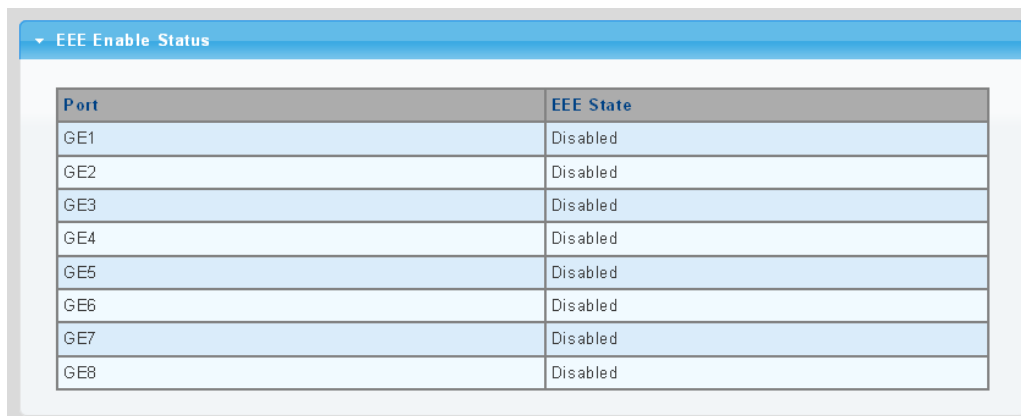 EEE Enable Status
Port EEE State
GE1 Disabled
GE2 Disabled
GE3 Disabled
GE4 Disabled
GE5 Disabled
GE6 Disabled
GE7 Disabled
GE8 Disabled